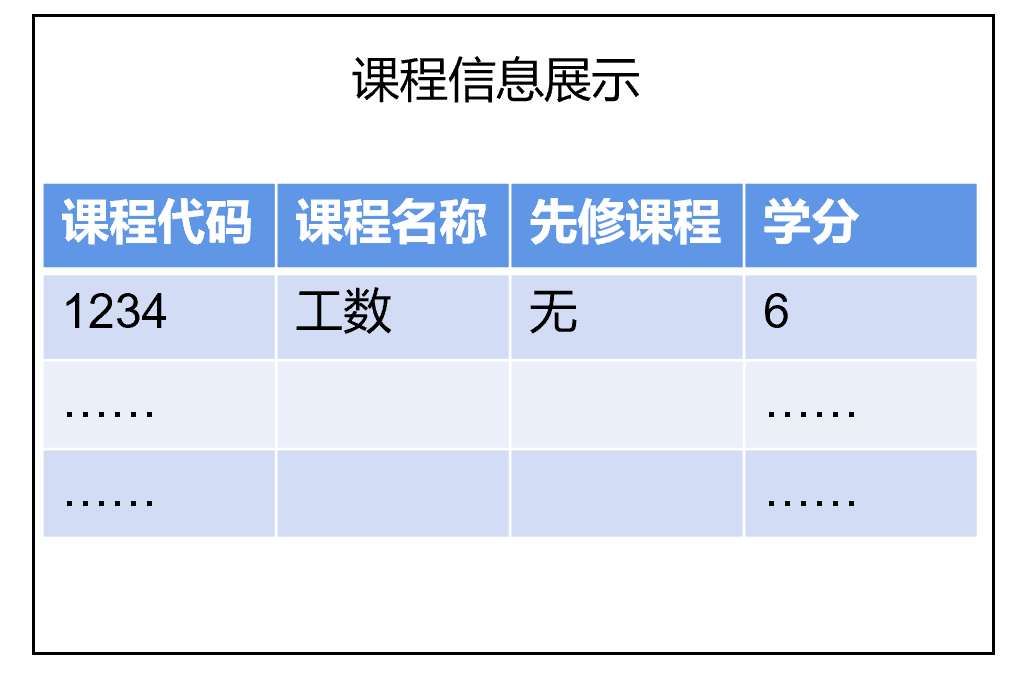 课程信息展示
课程代码 课程名称 先修课程 学分
1234 工数 无 6
…… ……
…… ……